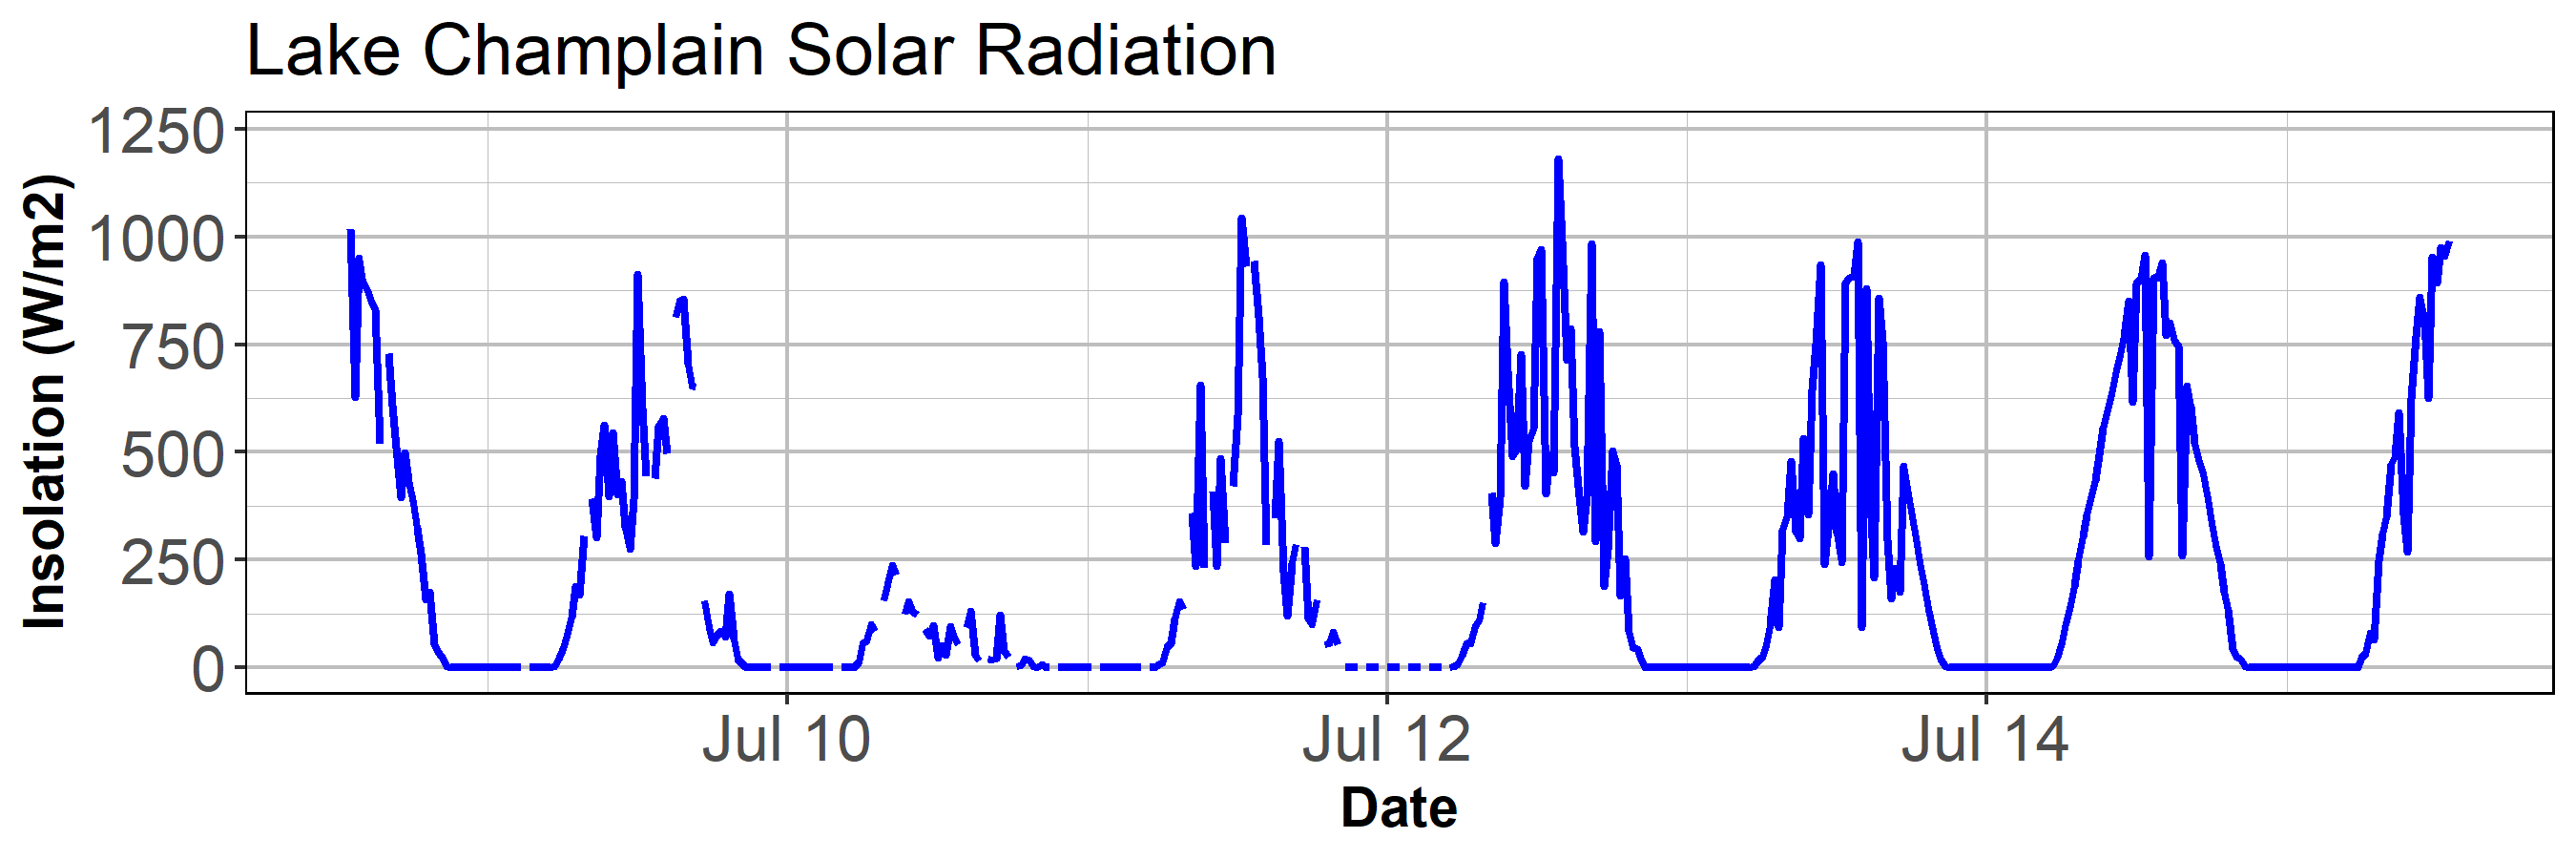 Lake Champlain Solar Radiation
Insolation (W/m2)
1250
1000
750
500
250
0
Jul 10
Jul 12
Jul 14
Date